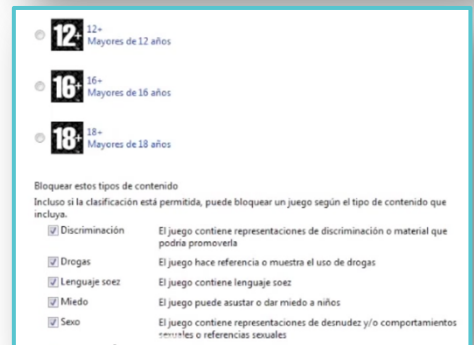 12+ 12+
Mayores de 12 años
16+ 16+
Mayores de 16 años
18+ 18+
Mayores de 18 años
Bloquear estos tipos de contenido
Incluso si la clasificación está permitida, puede bloquear un juego según el tipo de contenido que
incluya.
Discriminación El juego contiene representaciones de discriminación o material que
podría promoverla
Drogas El juego hace referencia o muestra el uso de drogas
Lenguaje soez El juego contiene lenguaje soez
Miedo El juego puede asustar o dar miedo a niños
Sexo El juego contiene representaciones de desnudez y/o comportamientos
sexuales o referencias sexuales